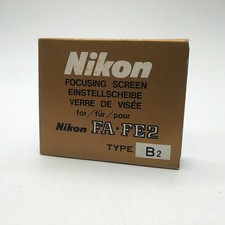 Nikon
FOCUSING SCREEN
EINSTELLSCHEIBE
VERRE DE VISÉE
for/für/pour
Nikon FA·FE2
TYPE B2